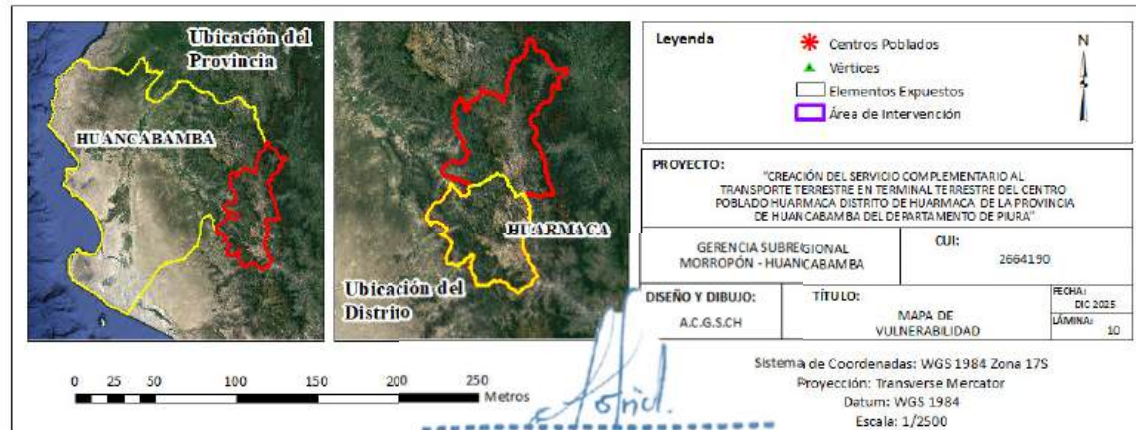 Ubicación del
Provincia
HUANCABAMBA
HUARMACA
Ubicación del
Distrito
Leyenda
Centros Poblados
Vértices
Elementos Expuestos
Área de Intervención
N
PROYECTO:
"CREACIÓN DEL SERVICIO COMPLEMENTARIO AL
TRANSPORTE TERRESTRE EN TERMINAL TERRESTRE DEL CENTRO
POBLADO HUARMACA DISTRITO DE HUARMACA DE LA PROVINCIA
DE HUANCABAMBA DEL DEPARTAMENTO DE PIURA"
GERENCIA SUBREGIONAL
MORROPÓN - HUANCABAMBA
CUI:
2664190
DISEÑO Y DIBUJO:
A.C.G.S.CH
TÍTULO:
MAPA DE
VULNERABILIDAD
FECHA:
DIC 2025
LÁMINA:
10
0 25 50 100 150 200 250
Metros
Sistema de Coordenadas: WGS 1984 Zona 17S
Proyección: Transverse Mercator
Datum: WGS 1984
Escala: 1/2500